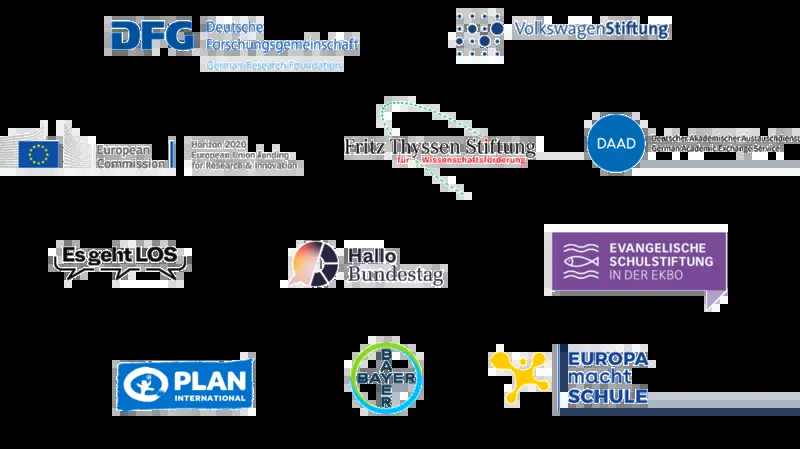 DFG Deutsche
Forschungsgemeinschaft
German Research Foundation
VolkswagenStiftung
European
Commission
Horizon 2020
European Union funding
for Research & Innovation
Fritz Thyssen Stiftung
für Wissenschaftsförderung
DAAD
Deutscher Akademischer Austauschdienst
German Academic Exchange Service
Es geht LOS
Hallo
Bundestag
EVANGELISCHE
SCHULSTIFTUNG
IN DER EKBO
PLAN
INTERNATIONAL
BAYER
BAYER
EUROPA
macht
SCHULE